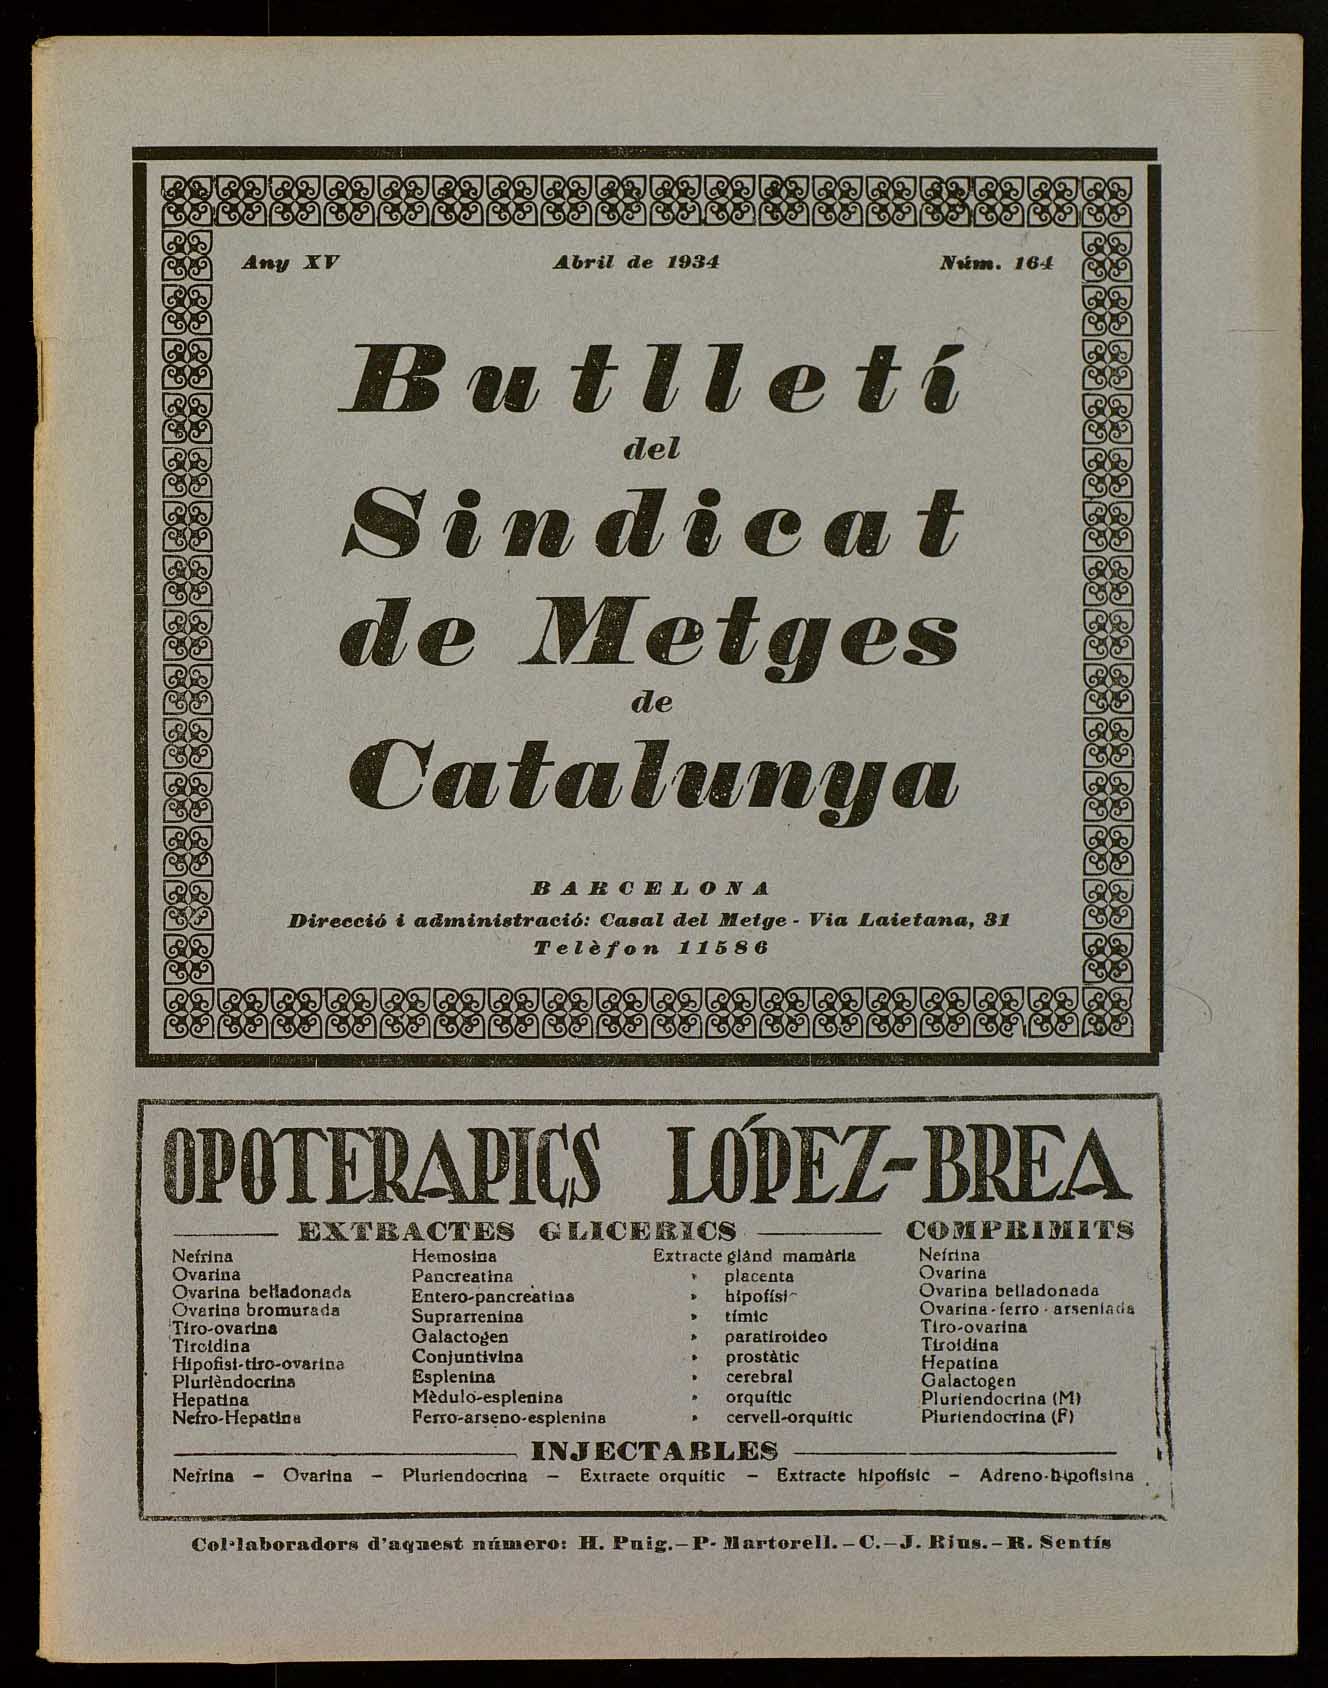 Any XV Abril de 1934 Núm. 164
Butlletí
del
Sindicat
de Metges
de
Catalunya
BARCELONA
Direcció i administració: Casal del Metge - Via Laietana, 31
Telèfon 11586
OPOTERAPICS LÓPEZ-BREA
EXTRACTES GLICERICS
Nefrina
Ovarina
Ovarina belladonada
Ovarina bromurada
Tiro-ovarina
Tiroidina
Hipofisi-tiro-ovarina
Plurièndocrina
Hepatina
Nefro-Hepatina
Hemosina
Pancreatina
Entero-pancreatina
Suprarrenina
Galactogen
Conjuntivina
Esplenina
Mèdulo-esplenina
Ferro-arseno-esplenina
Extracte glánd mamària
» placenta
» hipofísi
» tímic
» paratiroideo
» prostàtic
» cerebral
» orquític
» cervell-orquític
COMPRIMITS
Nefrina
Ovarina
Ovarina belladonada
Ovarina-ferro-arseniada
Tiro-ovarina
Tiroidina
Hepatina
Galactogen
Pluriendocrina (M)
Pluriendocrina (F)
INJECTABLES
Nefrina — Ovarina — Pluriendocrina — Extracte orquític — Extracte hipofísic — Adreno-hipofisina
Col·laboradors d'aquest número: H. Puig.—P. Martorell.—C.—J. Rius.—R. Sentís